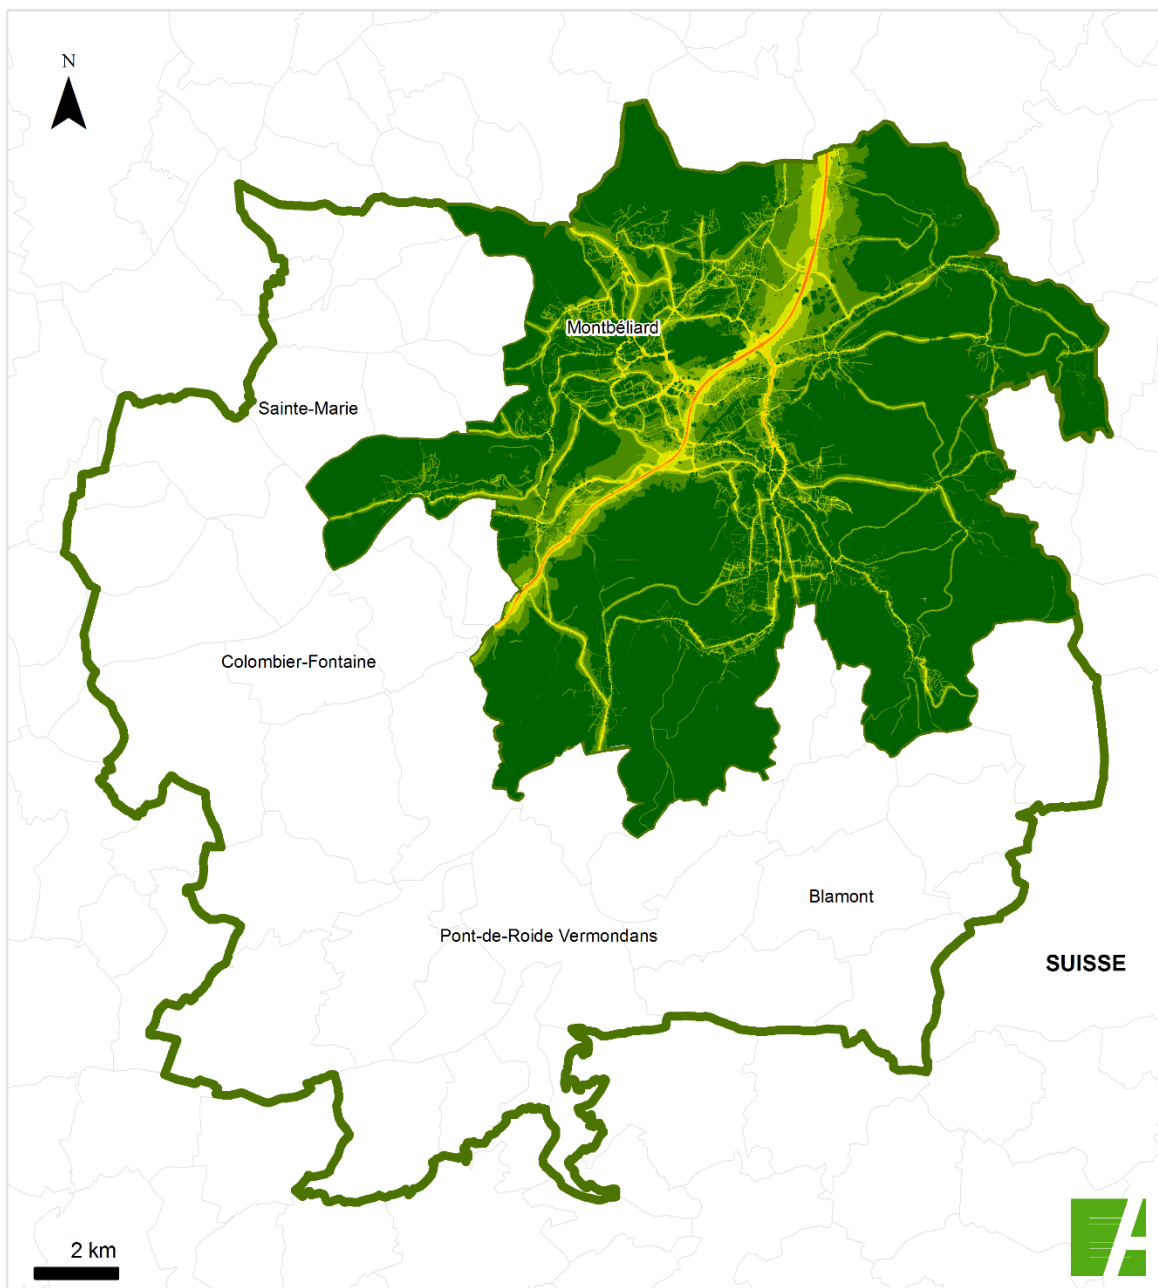 N
Montbéliard
Sainte-Marie
Colombier-Fontaine
Blamont
Pont-de-Roide Vermondans
SUISSE
2 km